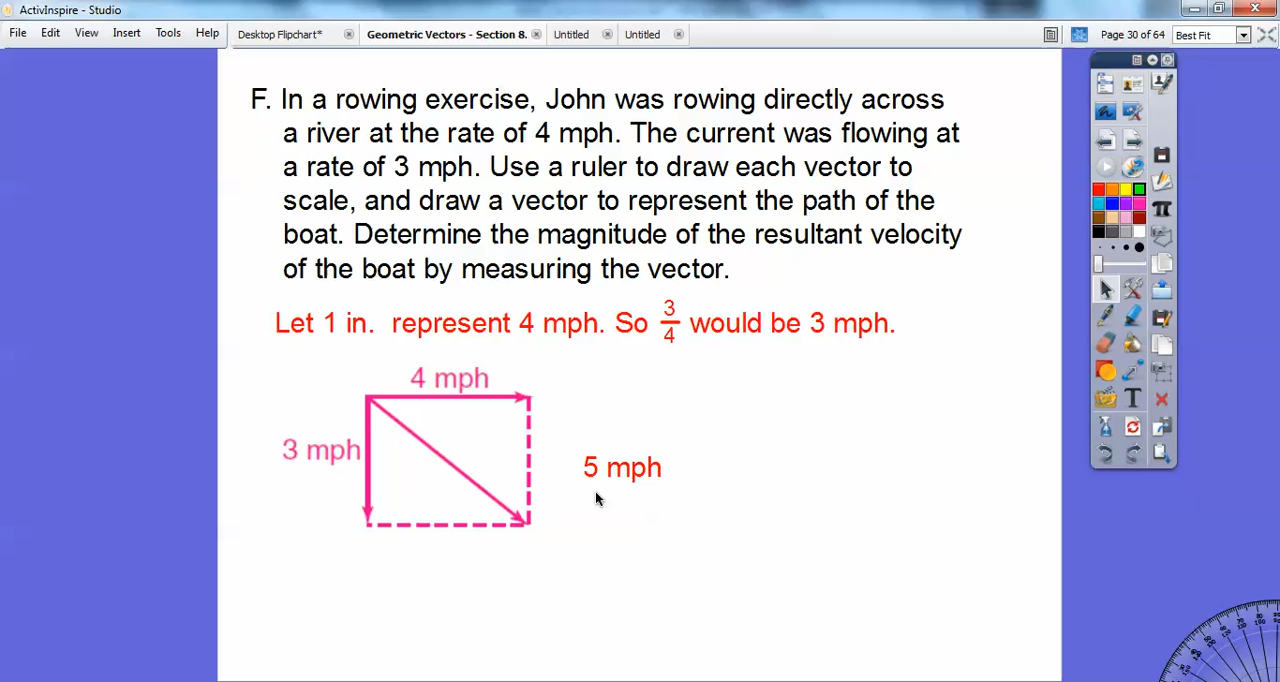 ActivInspire - Studio
File Edit View Insert Tools Help
Desktop Flipchart* Geometric Vectors - Section 8. Untitled Untitled Page 30 of 64 Best Fit
F. In a rowing exercise, John was rowing directly across
a river at the rate of 4 mph. The current was flowing at
a rate of 3 mph. Use a ruler to draw each vector to
scale, and draw a vector to represent the path of the
boat. Determine the magnitude of the resultant velocity
of the boat by measuring the vector.
Let 1 in. represent 4 mph. So 3/4 would be 3 mph.
4 mph
3 mph
5 mph